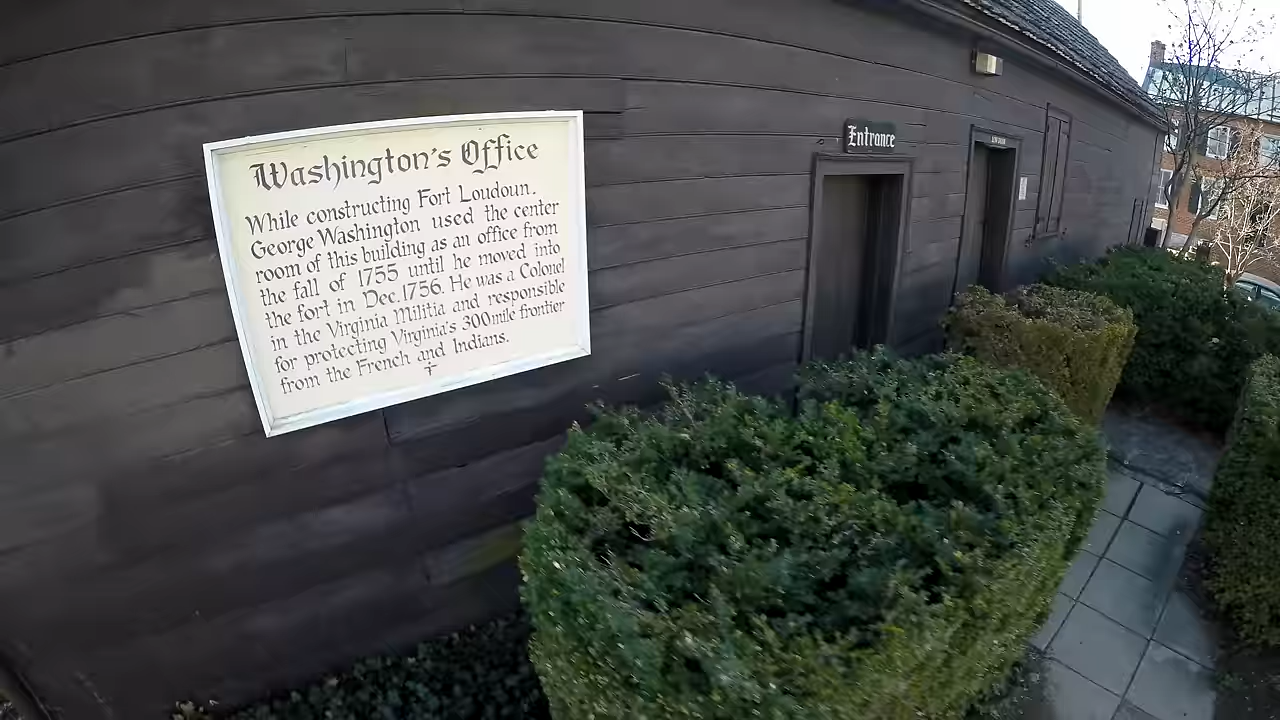 Washington's Office
While constructing Fort Loudoun.
George Washington used the center
room of this building as an office from
the fall of 1755 until he moved into
the fort in Dec.1756. He was a Colonel
in the Virginia Militia and responsible
for protecting Virginia's 300mile frontier
from the French and Indians.
Entrance